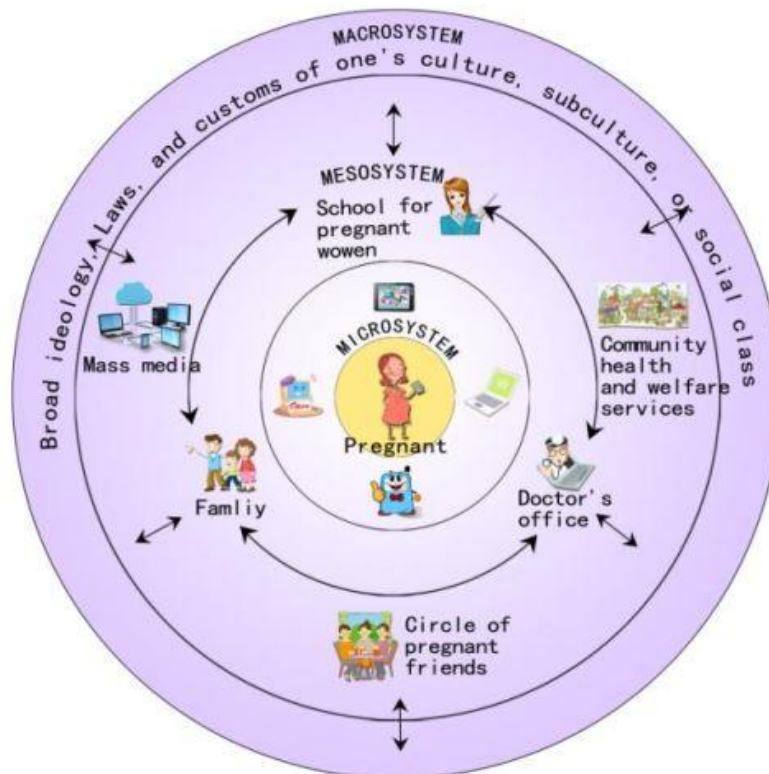 MACROSYSTEM
Broad ideology, Laws, and customs of one's culture, subculture, or social class
MESOSYSTEM
School for
pregnant
wowen
Mass media
Community
health
and welfare
services
MICROSYSTEM
Pregnant
Famliy
Doctor's
office
Circle of
pregnant
friends